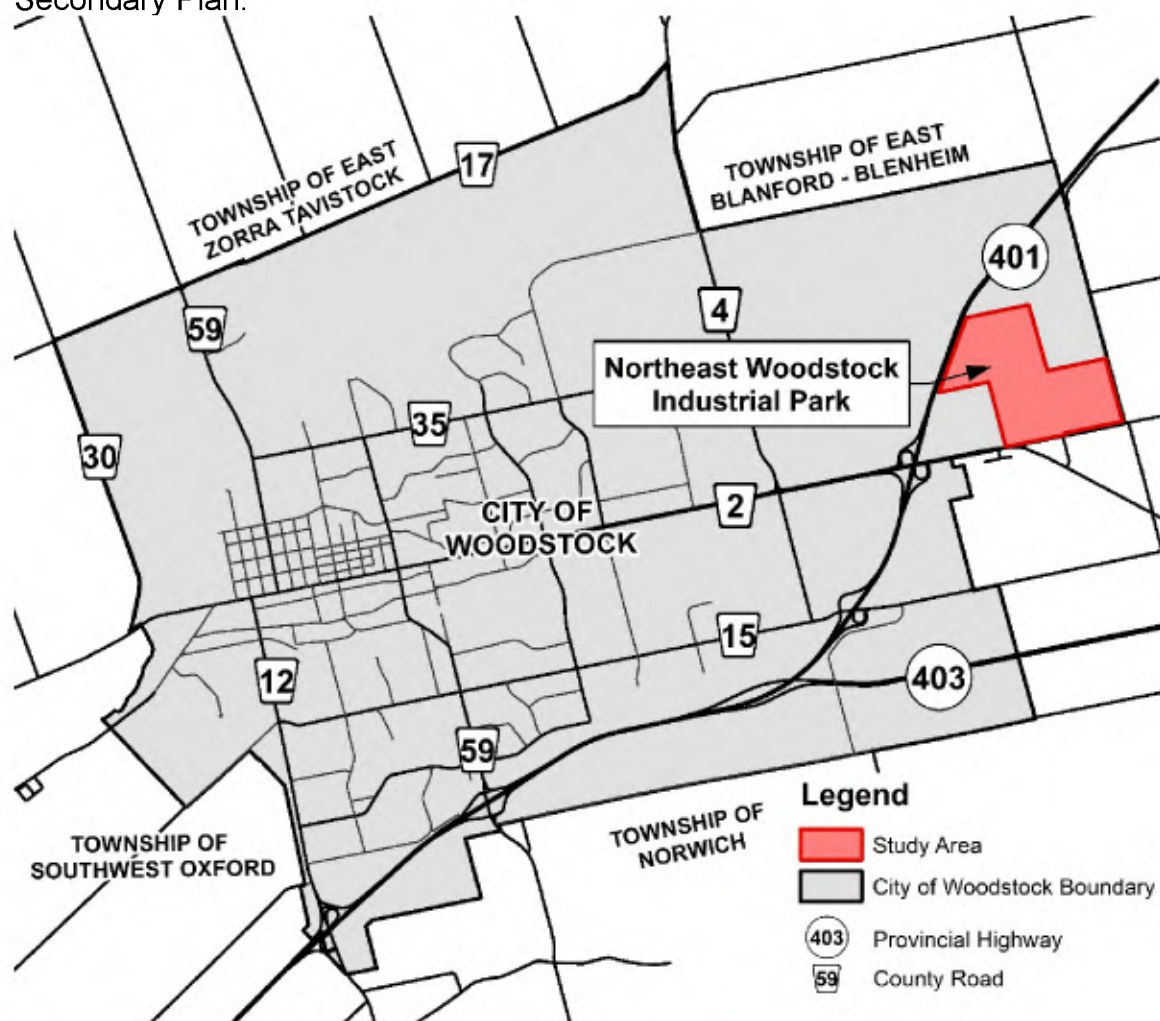 Secondary Plan.
TOWNSHIP OF EAST
ZORRA TAVISTOCK
17
TOWNSHIP OF EAST
BLANFORD - BLENHEIM
401
59
4
Northeast Woodstock
Industrial Park
35
30
2
CITY OF
WOODSTOCK
15
12
403
59
TOWNSHIP OF
SOUTHWEST OXFORD
TOWNSHIP OF
NORWICH
Legend
Study Area
City of Woodstock Boundary
403 Provincial Highway
59 County Road